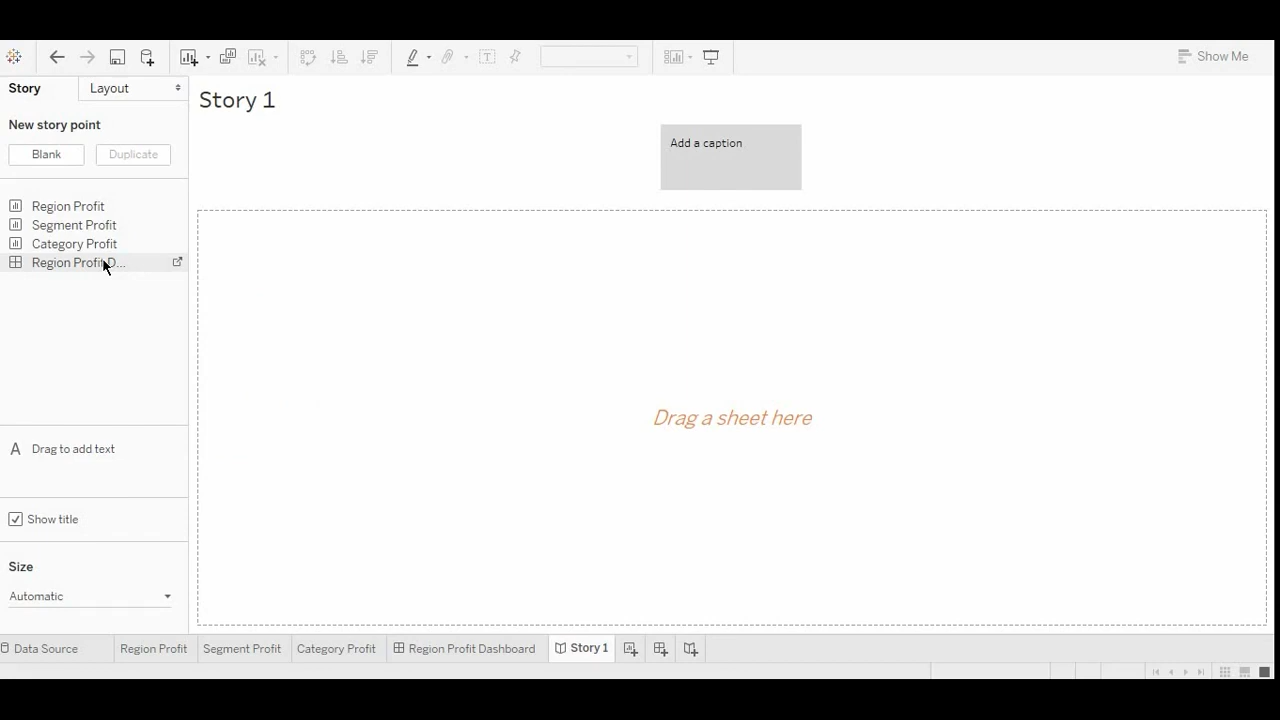 Show Me
Story
Layout
New story point
Blank
Duplicate
Region Profit
Segment Profit
Category Profit
Region Profit D...
A Drag to add text
Show title
Size
Automatic
Story 1
Add a caption
Drag a sheet here
Data Source
Region Profit
Segment Profit
Category Profit
Region Profit Dashboard
Story 1